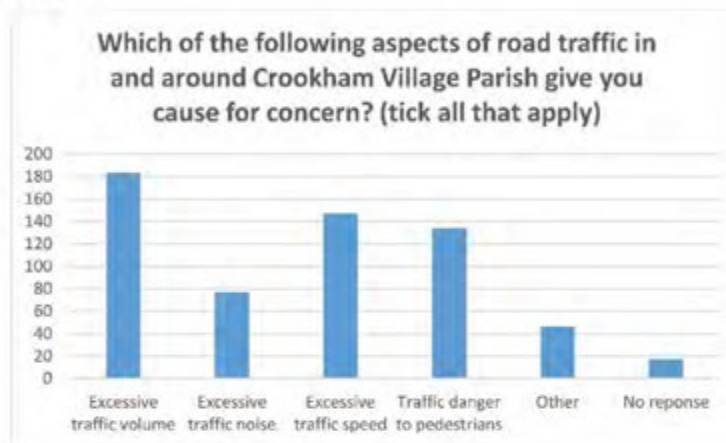 Which of the following aspects of road traffic in
and around Crookham Village Parish give you
cause for concern? (tick all that apply)
200
180
160
140
120
100
80
60
40
20
0
Excessive
traffic volume
Excessive
traffic noise
Excessive
traffic speed
Traffic danger
to pedestrians
Other
No reponse